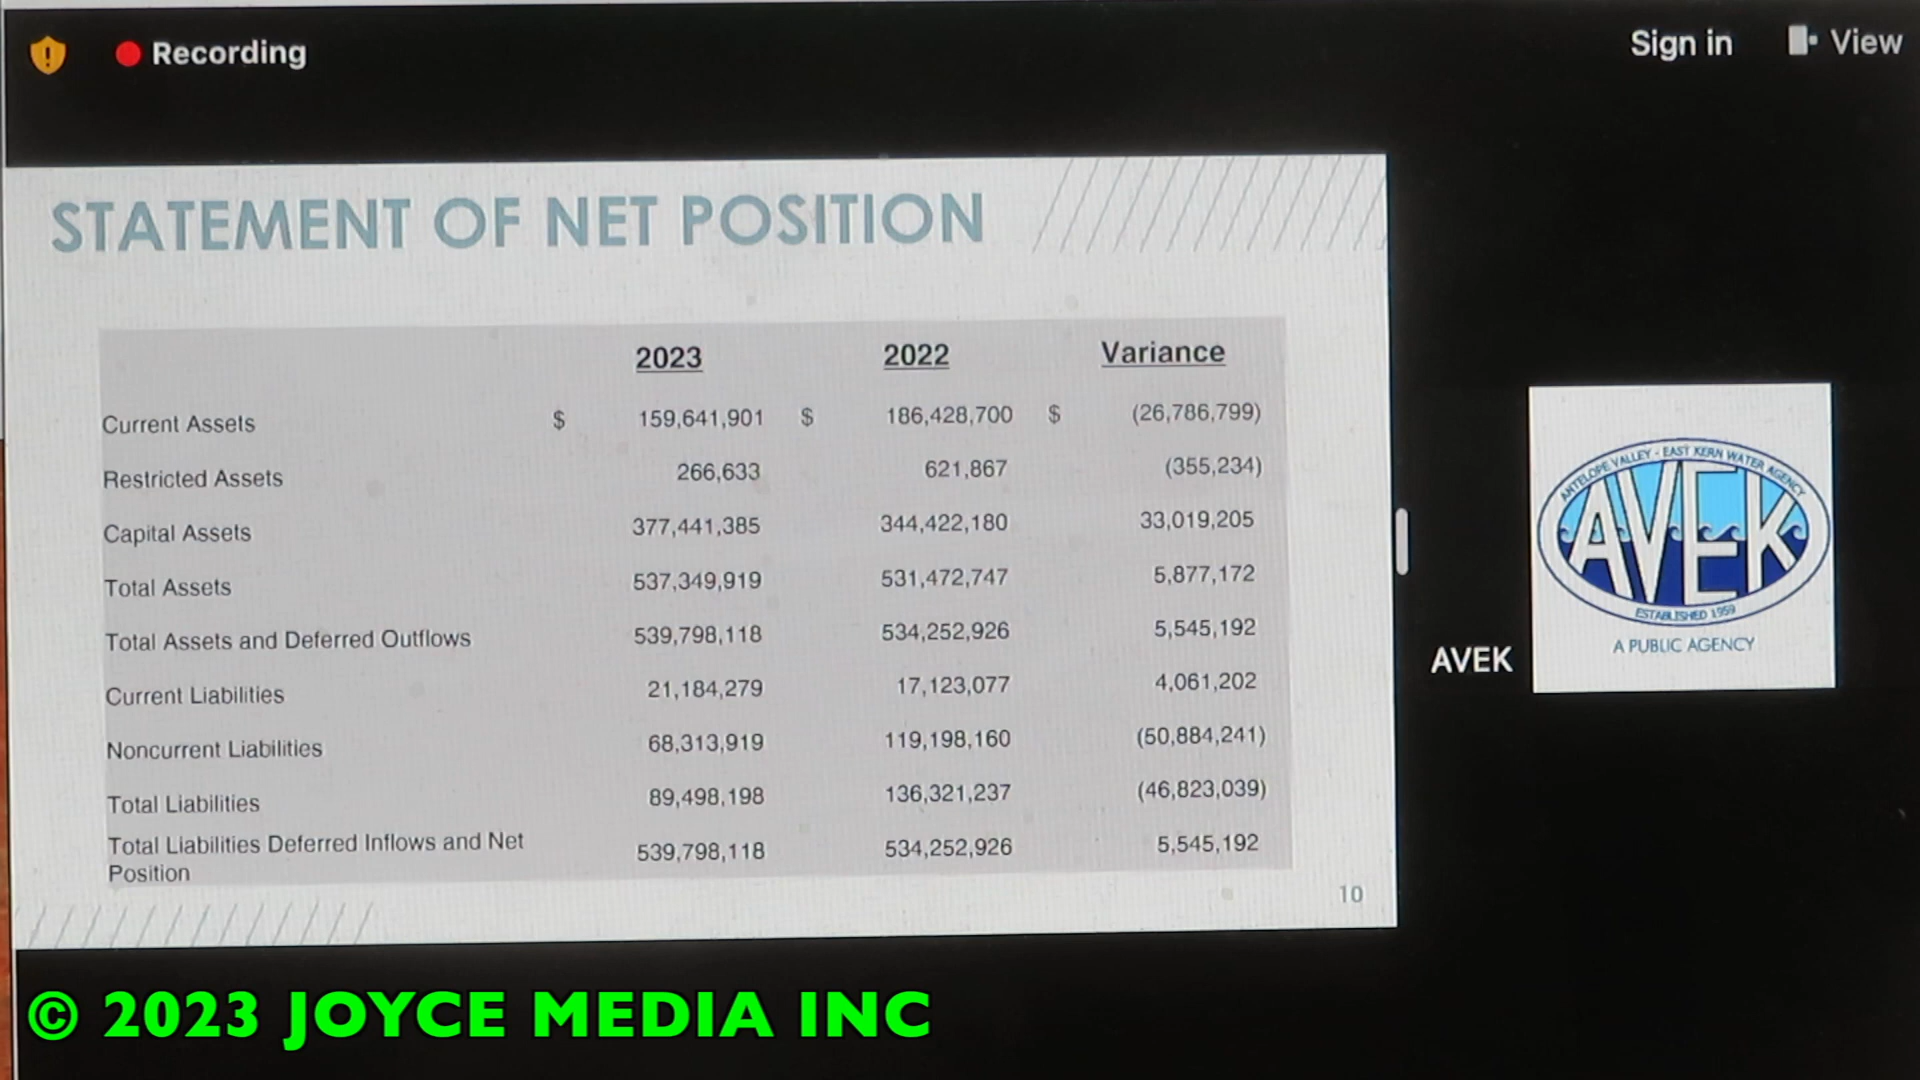 Recording
Sign in
View
STATEMENT OF NET POSITION
2023 2022 Variance
Current Assets $ 159,641,901 $ 186,428,700 $ (26,786,799)
Restricted Assets 266,633 621,867 (355,234)
Capital Assets 377,441,385 344,422,180 33,019,205
Total Assets 537,349,919 531,472,747 5,877,172
Total Assets and Deferred Outflows 539,798,118 534,252,926 5,545,192
Current Liabilities 21,184,279 17,123,077 4,061,202
Noncurrent Liabilities 68,313,919 119,198,160 (50,884,241)
Total Liabilities 89,498,198 136,321,237 (46,823,039)
Total Liabilities Deferred Inflows and Net
Position 539,798,118 534,252,926 5,545,192
10
AVEK
ANTELOPE VALLEY - EAST KERN WATER AGENCY
AVEK
ESTABLISHED 1959
A PUBLIC AGENCY
© 2023 JOYCE MEDIA INC